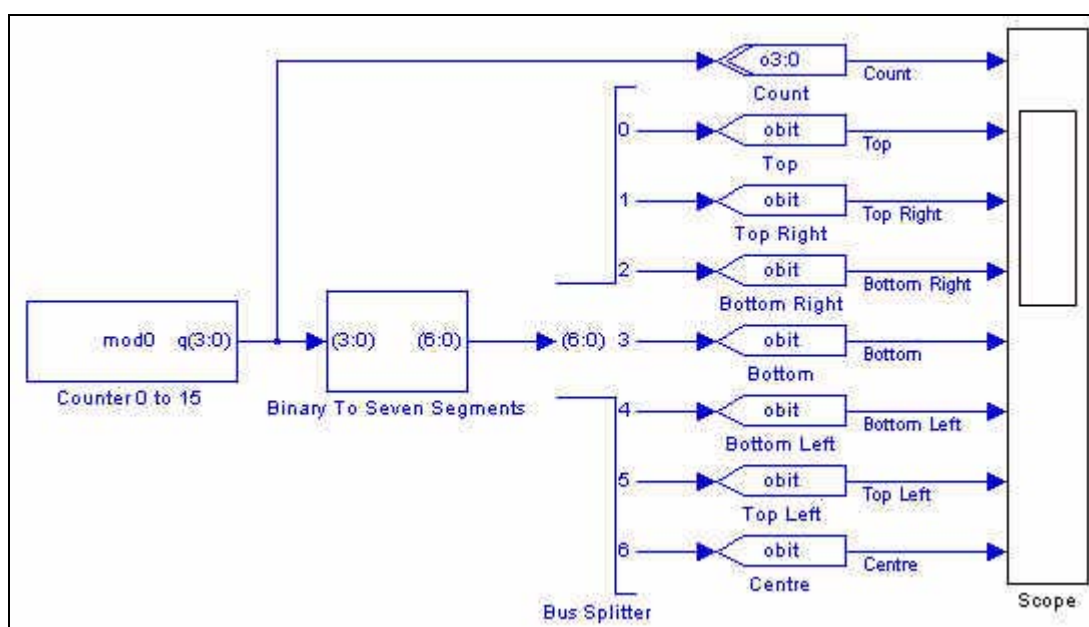 o3:0
Count
Count
0
obit
Top
Top
1
obit
Top Right
Top Right
2
obit
Bottom Right
Bottom Right
mod0 q(3:0)
Counter 0 to 15
(3:0) (6:0)
Binary To Seven Segments
(6:0) 3
obit
Bottom
Bottom
4
obit
Bottom Left
Bottom Left
5
obit
Top Left
Top Left
6
obit
Centre
Centre
Bus Splitter
Scope